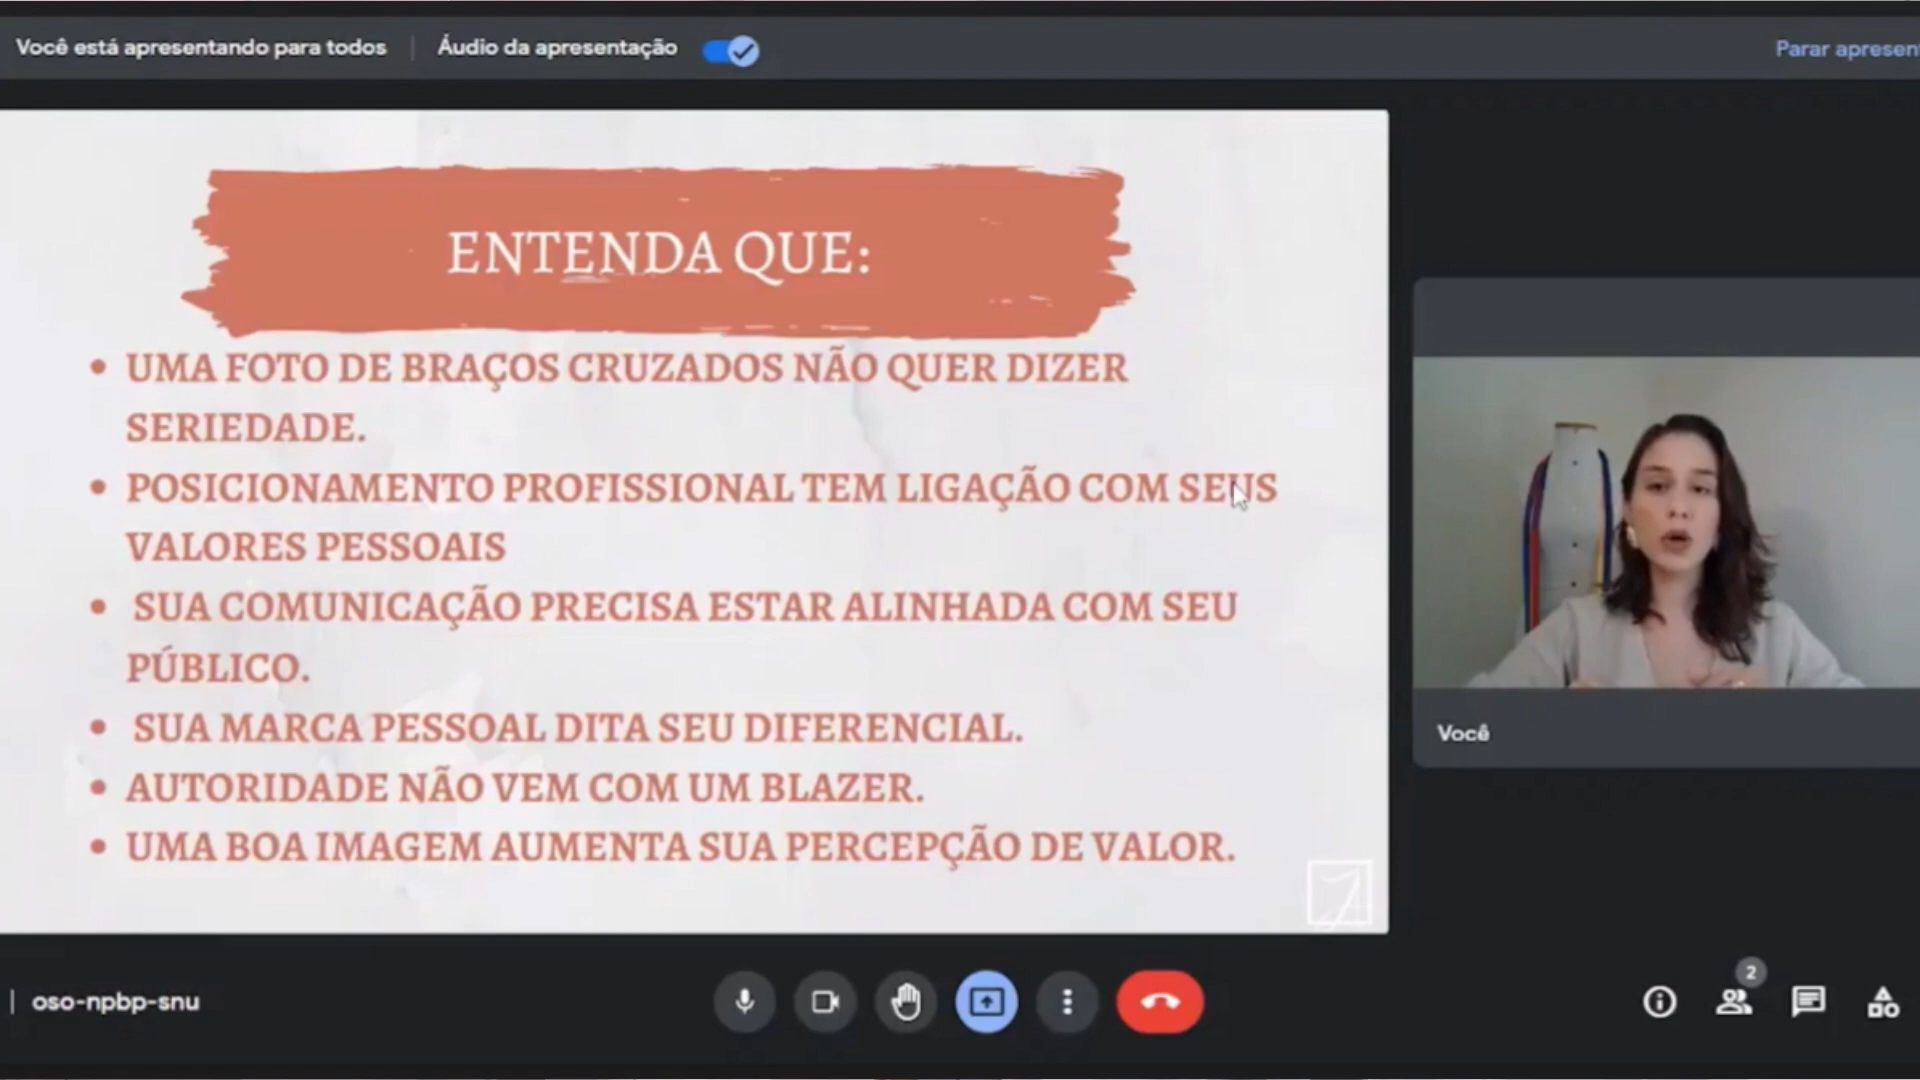 Você está apresentando para todos
Áudio da apresentação
Parar apresent
ENTENDA QUE:
• UMA FOTO DE BRAÇOS CRUZADOS NÃO QUER DIZER
SERIEDADE.
• POSICIONAMENTO PROFISSIONAL TEM LIGAÇÃO COM SEUS
VALORES PESSOAIS
• SUA COMUNICAÇÃO PRECISA ESTAR ALINHADA COM SEU
PÚBLICO.
• SUA MARCA PESSOAL DITA SEU DIFERENCIAL.
• AUTORIDADE NÃO VEM COM UM BLAZER.
• UMA BOA IMAGEM AUMENTA SUA PERCEPÇÃO DE VALOR.
Você
| oso-npbp-snu
2